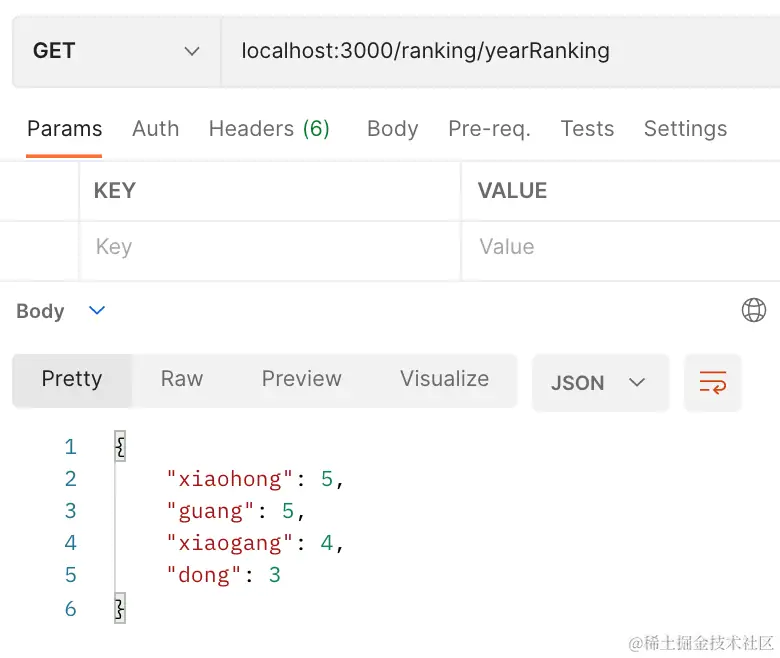 GET localhost:3000/ranking/yearRanking
Params Auth Headers (6) Body Pre-req. Tests Settings
KEY VALUE
Key Value
Body
Pretty Raw Preview Visualize JSON
1 {
2 "xiaohong": 5,
3 "guang": 5,
4 "xiaogang": 4,
5 "dong": 3
6 }
@稀土掘金技术社区